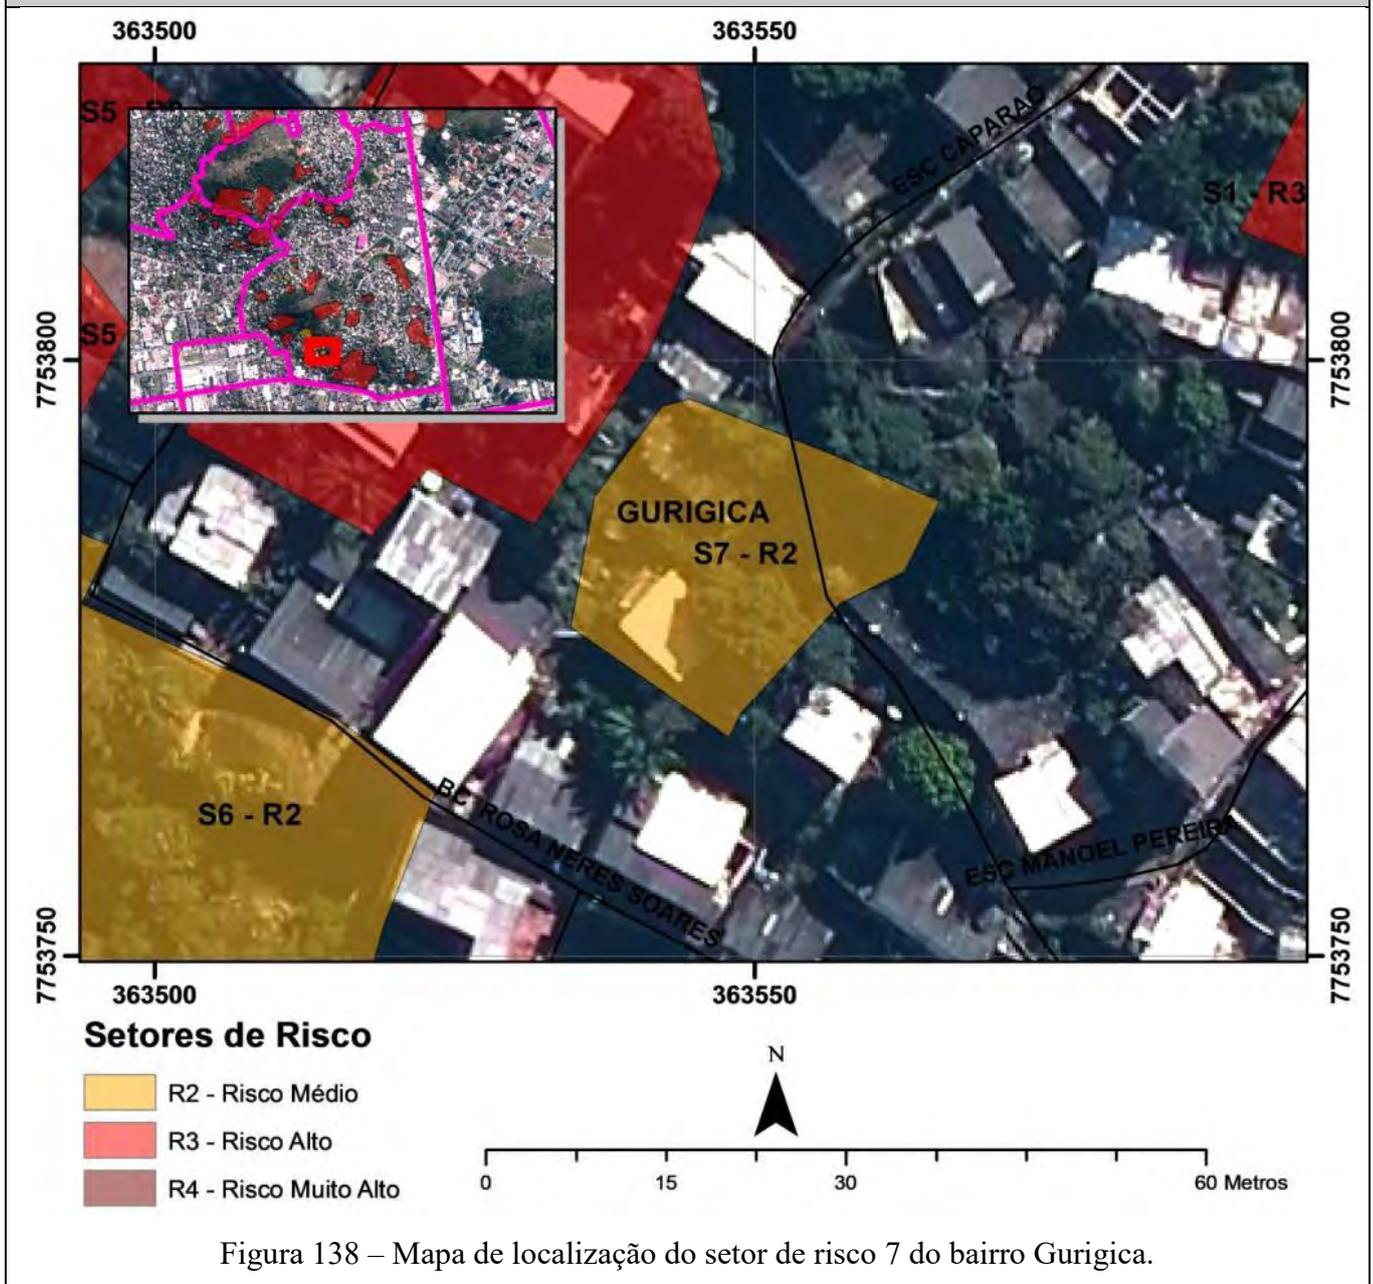 363500 363550
S5
ESC CAPARAO
S1 - R3
7753800
S5
7753800
GURIGICA
S7 - R2
S6 - R2
BC ROSA NERES SOARES
ESC MANOEL PEREIRA
7753750
7753750
363500 363550
Setores de Risco
R2 - Risco Médio
R3 - Risco Alto
R4 - Risco Muito Alto
N
0 15 30 60 Metros
Figura 138 – Mapa de localização do setor de risco 7 do bairro Gurigica.